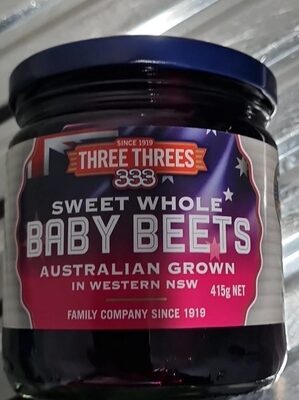 SINCE 1919
THREE THREES
333
SWEET WHOLE
BABY BEETS
AUSTRALIAN GROWN
IN WESTERN NSW
415g NET
FAMILY COMPANY SINCE 1919